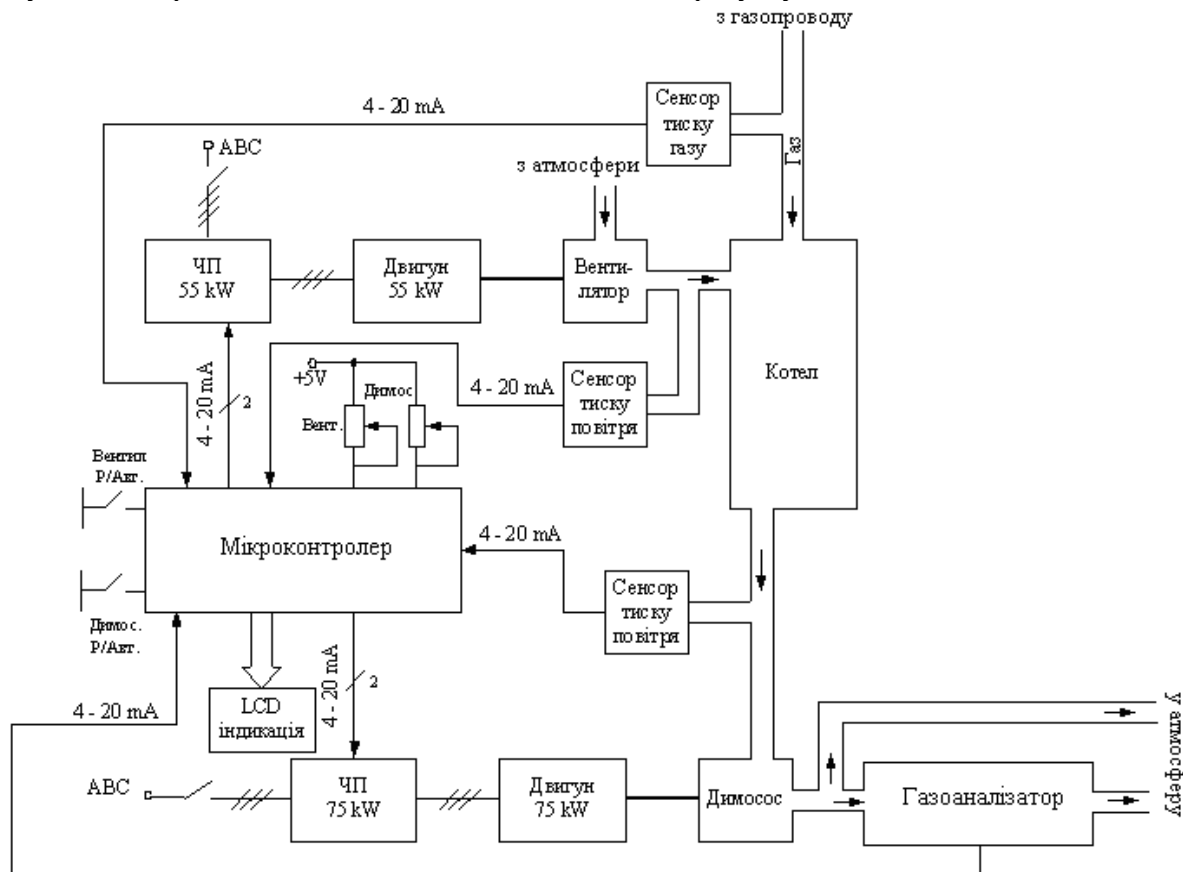 з газопроводу
4 - 20 mA
Сенсор
тиску
газу
Газ
ABC
з атмосфери
ЧП
55 kW
Двигун
55 kW
Венти-
лятор
Котел
4 - 20 mA
2
+5V
Димос
Вент.
4 - 20 mA
Сенсор
тиску
повітря
Вентил
Р/Авт.
Мікроконтролер
4 - 20 mA
Сенсор
тиску
повітря
Димос.
Р/Авт.
4 - 20 mA
LCD
індикація
4 - 20 mA
2
У атмосферу
ABC
ЧП
75 kW
Двигун
75 kW
Димосос
Газоаналізатор